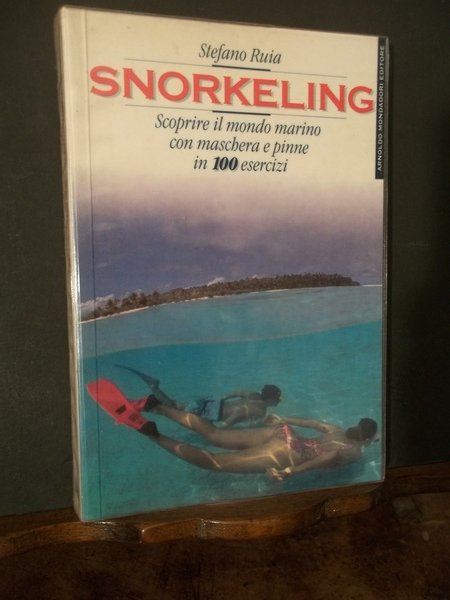 Stefano Ruia
SNORKELING
Scoprire il mondo marino
con maschera e pinne
in 100 esercizi
ARNOLDO MONDADORI EDITORE